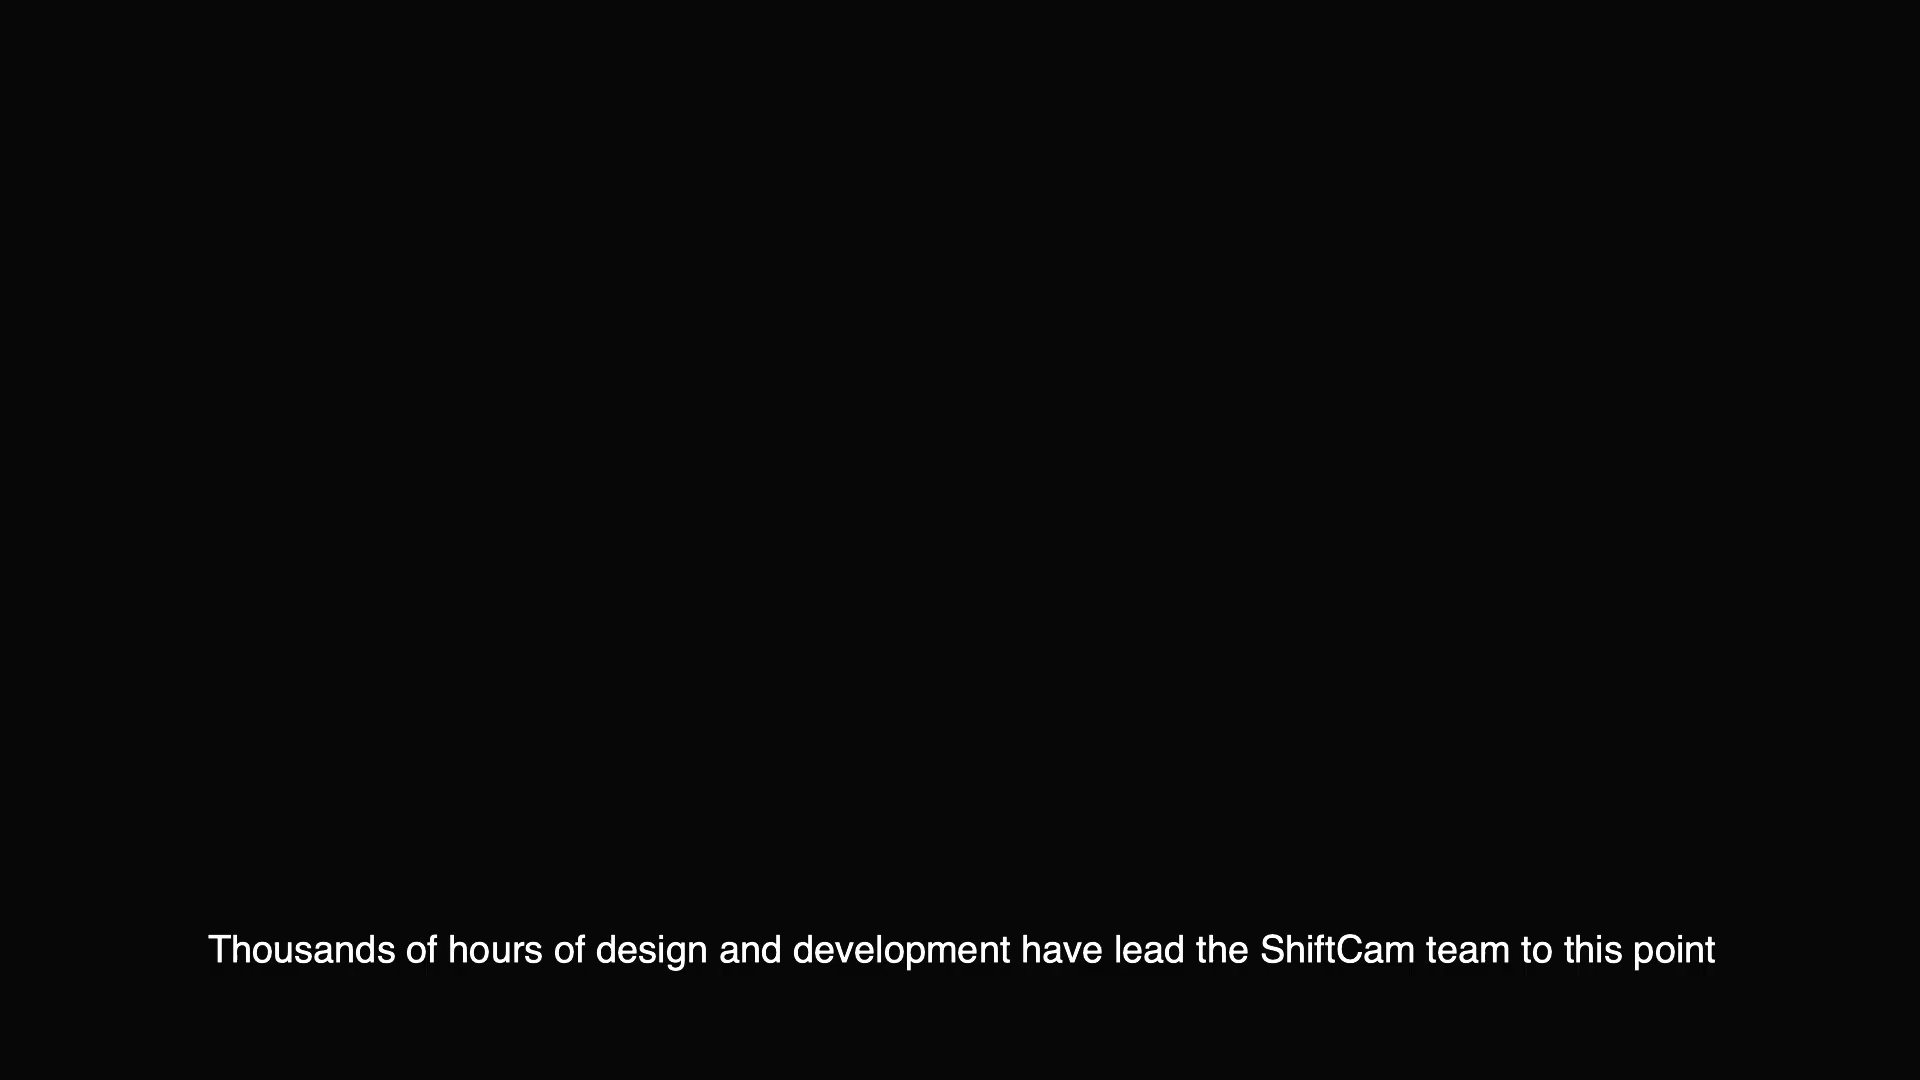 Thousands of hours of design and development have lead the ShiftCam team to this point